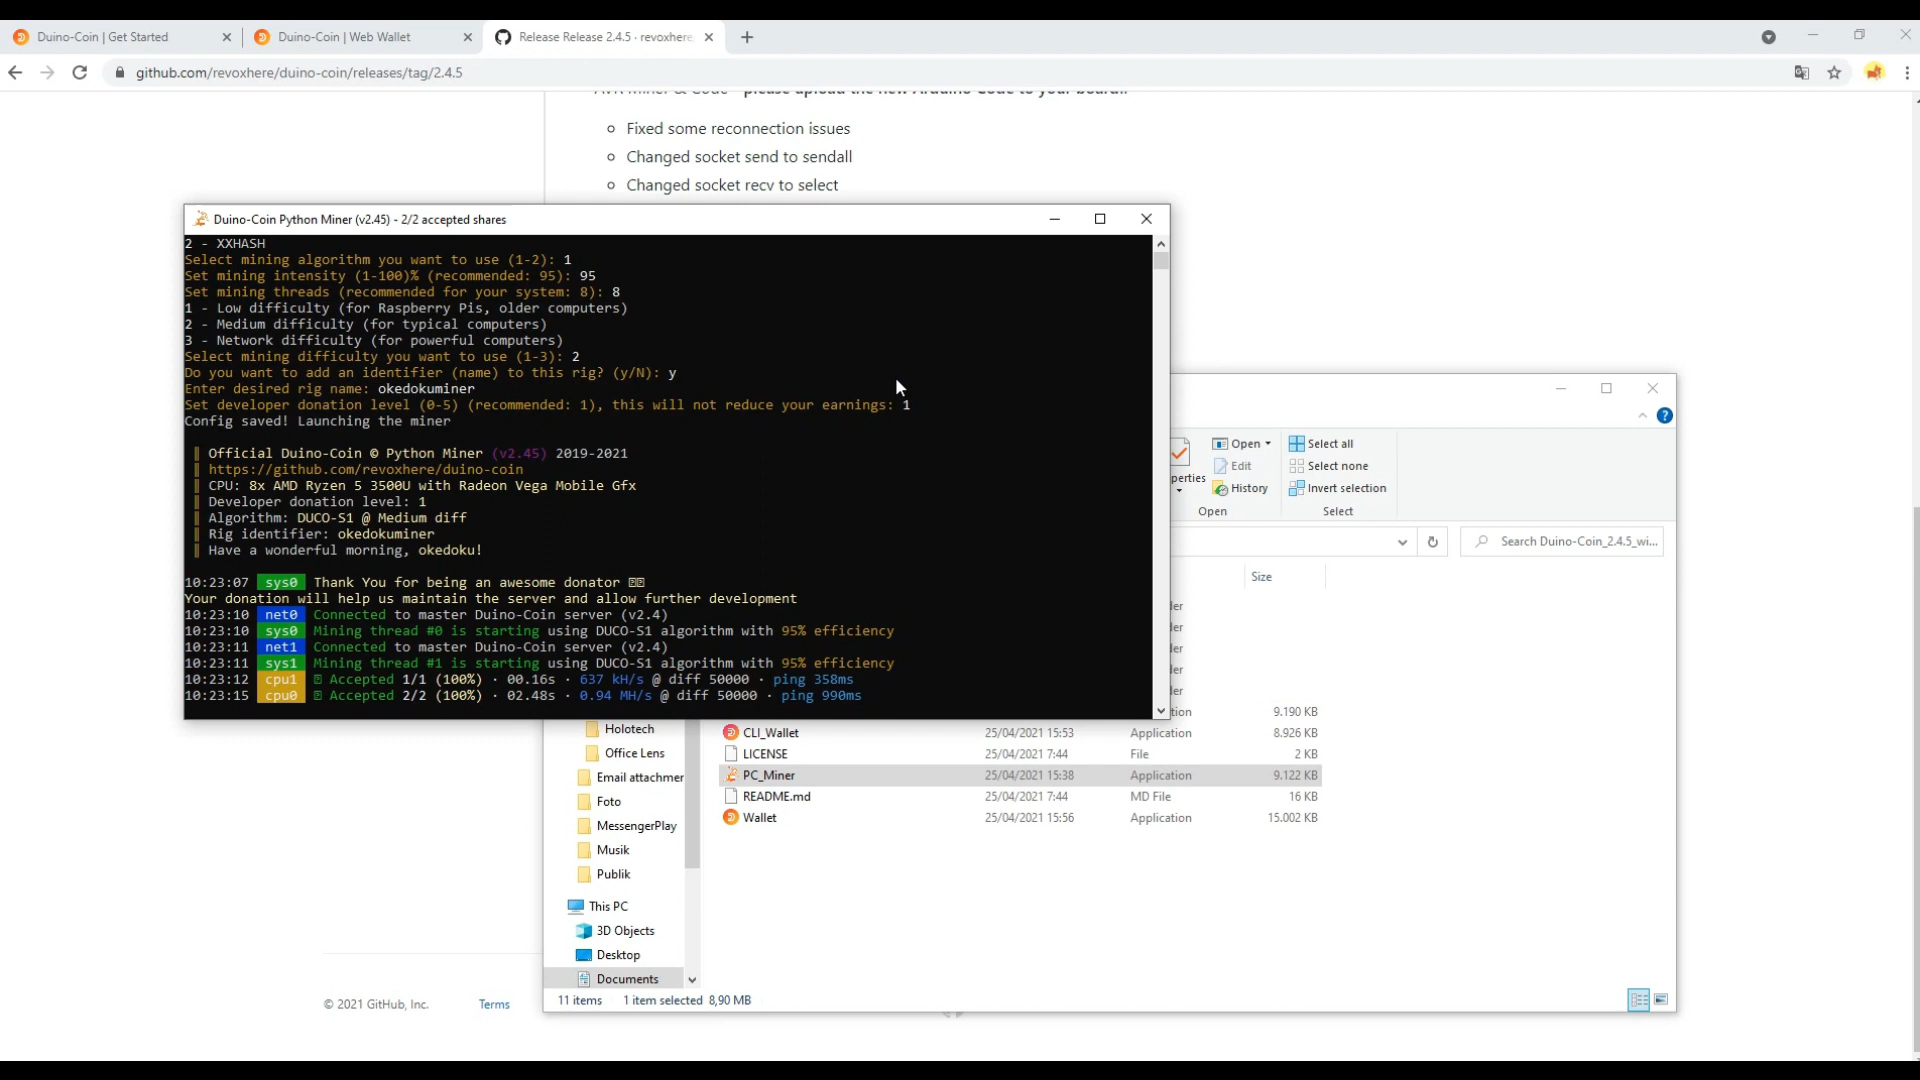 Duino-Coin | Get Started
Duino-Coin | Web Wallet
Release Release 2.4.5 · revoxhere
github.com/revoxhere/duino-coin/releases/tag/2.4.5
Fixed some reconnection issues
Changed socket send to sendall
Changed socket recv to select
Duino-Coin Python Miner (v2.45) - 2/2 accepted shares
2 - XXHASH
Select mining algorithm you want to use (1-2): 1
Set mining intensity (1-100)% (recommended: 95): 95
Set mining threads (recommended for your system: 8): 8
1 - Low difficulty (for Raspberry Pis, older computers)
2 - Medium difficulty (for typical computers)
3 - Network difficulty (for powerful computers)
Select mining difficulty you want to use (1-3): 2
Do you want to add an identifier (name) to this rig? (y/N): y
Enter desired rig name: okedokuminer
Set developer donation level (0-5) (recommended: 1), this will not reduce your earnings: 1
Config saved! Launching the miner
Official Duino-Coin © Python Miner (v2.45) 2019-2021
https://github.com/revoxhere/duino-coin
CPU: 8x AMD Ryzen 5 3500U with Radeon Vega Mobile Gfx
Developer donation level: 1
Algorithm: DUCO-S1 @ Medium diff
Rig identifier: okedokuminer
Have a wonderful morning, okedoku!
10:23:07 sys0 Thank You for being an awesome donator
Your donation will help us maintain the server and allow further development
10:23:10 net0 Connected to master Duino-Coin server (v2.4)
10:23:10 sys0 Mining thread #0 is starting using DUCO-S1 algorithm with 95% efficiency
10:23:11 net1 Connected to master Duino-Coin server (v2.4)
10:23:11 sys1 Mining thread #1 is starting using DUCO-S1 algorithm with 95% efficiency
10:23:12 cpu1 Accepted 1/1 (100%) · 00.16s · 637 kH/s @ diff 50000 · ping 358ms
10:23:15 cpu0 Accepted 2/2 (100%) · 02.48s · 0.94 MH/s @ diff 50000 · ping 990ms
Open Select all
Edit Select none
perties History Invert selection
Open Select
Search Duino-Coin_2.4.5_wi...
Size
der
der
der
der
der
tion 9.190 KB
CLI_Wallet 25/04/2021 15:53 Application 8.926 KB
LICENSE 25/04/2021 7:44 File 2 KB
PC_Miner 25/04/2021 15:38 Application 9.122 KB
README.md 25/04/2021 7:44 MD File 16 KB
Wallet 25/04/2021 15:56 Application 15.002 KB
Holotech
Office Lens
Email attachmer
Foto
MessengerPlay
Musik
Publik
This PC
3D Objects
Desktop
Documents
11 items 1 item selected 8,90 MB
© 2021 GitHub, Inc. Terms